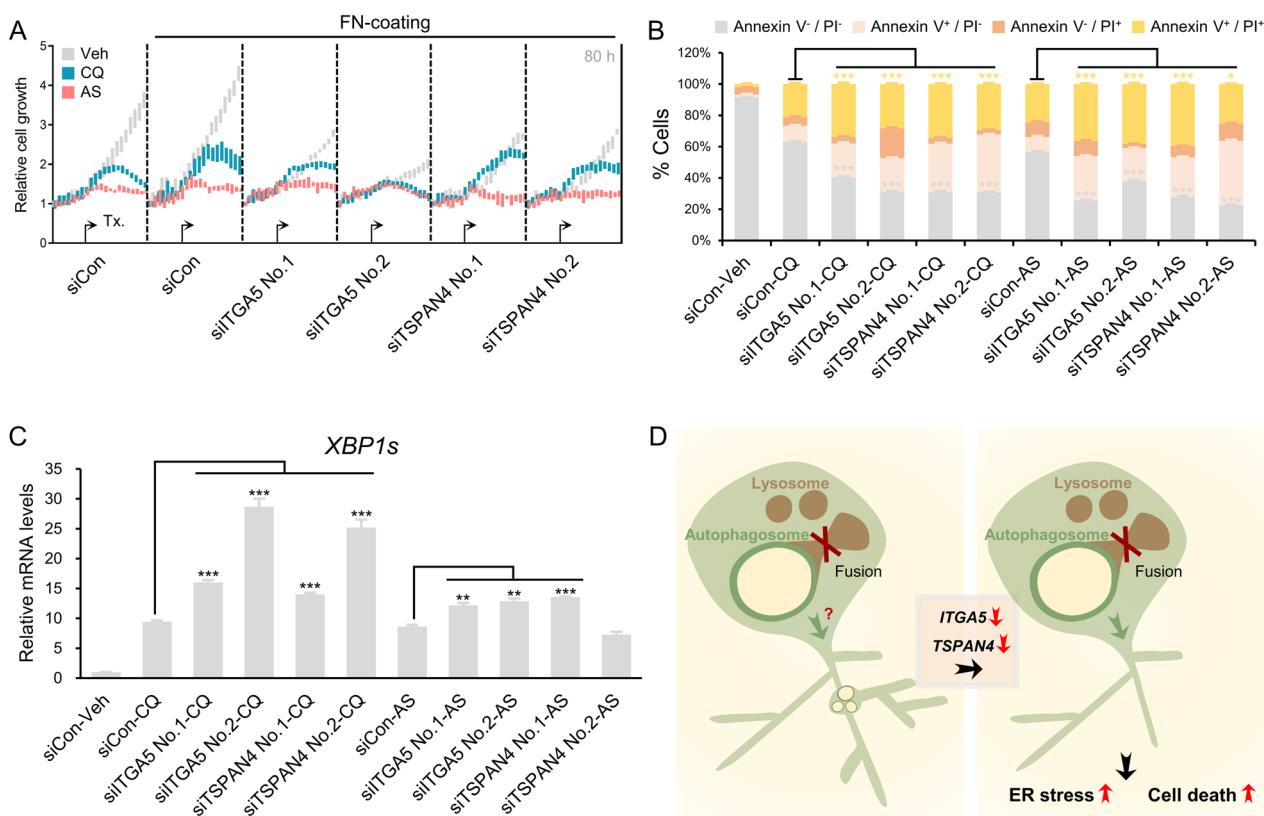 A
FN-coating
Relative cell growth
5
4
3
2
1
0
Veh
CQ
AS
80 h
Tx.
siCon
siCon
siITGA5 No.1
siITGA5 No.2
siTSPAN4 No.1
siTSPAN4 No.2
B
Annexin V⁻ / PI⁻
Annexin V⁺ / PI⁻
Annexin V⁻ / PI⁺
Annexin V⁺ / PI⁺
% Cells
120%
100%
80%
60%
40%
20%
0%
*** *** *** *** *** *** *** *
*** *** *** *** *** *** *** ***
siCon-Veh
siCon-CQ
siITGA5 No.1-CQ
siITGA5 No.2-CQ
siTSPAN4 No.1-CQ
siTSPAN4 No.2-CQ
siCon-AS
siITGA5 No.1-AS
siITGA5 No.2-AS
siTSPAN4 No.1-AS
siTSPAN4 No.2-AS
C
XBP1s
Relative mRNA levels
35
30
25
20
15
10
5
0
*** *** *** *** ** ** ***
siCon-Veh
siCon-CQ
siITGA5 No.1-CQ
siITGA5 No.2-CQ
siTSPAN4 No.1-CQ
siTSPAN4 No.2-CQ
siCon-AS
siITGA5 No.1-AS
siITGA5 No.2-AS
siTSPAN4 No.1-AS
siTSPAN4 No.2-AS
D
Lysosome
Autophagosome
Fusion
?
ITGA5
TSPAN4
Lysosome
Autophagosome
Fusion
ER stress
Cell death